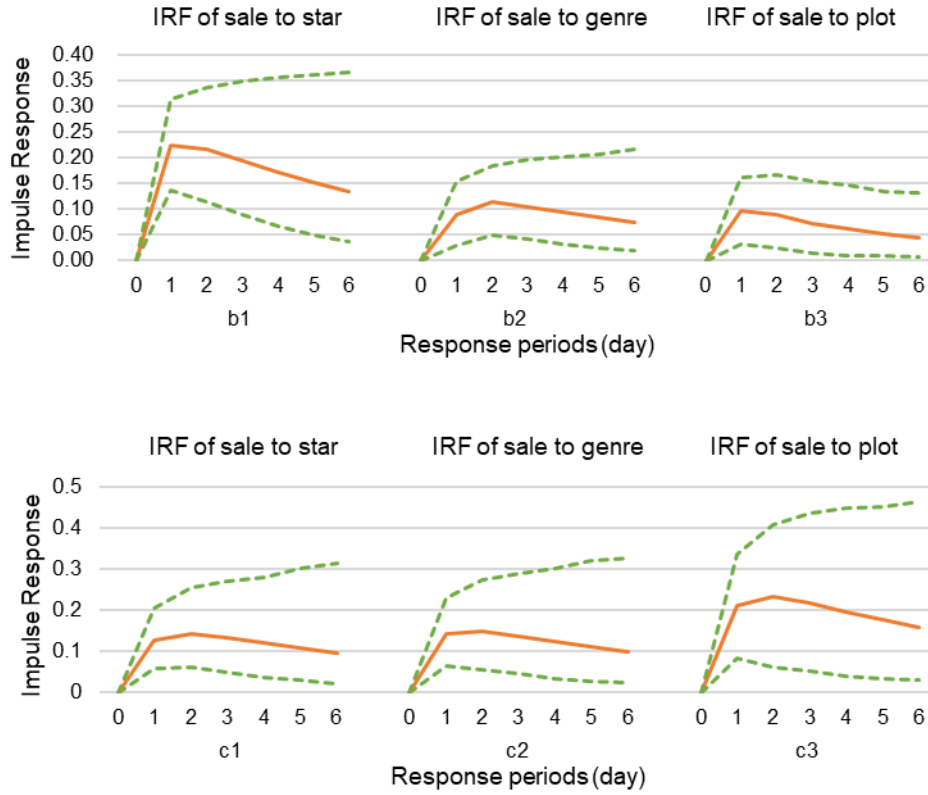 IRF of sale to star IRF of sale to genre IRF of sale to plot
Impulse Response
0.40
0.35
0.30
0.25
0.20
0.15
0.10
0.05
0.00
0 1 2 3 4 5 6 0 1 2 3 4 5 6 0 1 2 3 4 5 6
b1 b2 b3
Response periods (day)
IRF of sale to star IRF of sale to genre IRF of sale to plot
Impulse Response
0.5
0.4
0.3
0.2
0.1
0
0 1 2 3 4 5 6 0 1 2 3 4 5 6 0 1 2 3 4 5 6
c1 c2 c3
Response periods (day)